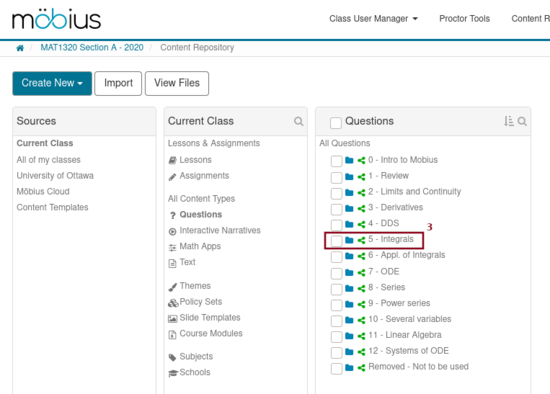 möbius
Class User Manager
Proctor Tools
Content R
MAT1320 Section A - 2020 / Content Repository
Create New
Import
View Files
Sources
Current Class
All of my classes
University of Ottawa
Möbius Cloud
Content Templates
Current Class
Lessons & Assignments
Lessons
Assignments
All Content Types
Questions
Interactive Narratives
Math Apps
Text
Themes
Policy Sets
Slide Templates
Course Modules
Subjects
Schools
Questions
All Questions
0 - Intro to Mobius
1 - Review
2 - Limits and Continuity
3 - Derivatives
4 - DDS
3
5 - Integrals
6 - Appl. of Integrals
7 - ODE
8 - Series
9 - Power series
10 - Several variables
11 - Linear Algebra
12 - Systems of ODE
Removed - Not to be used